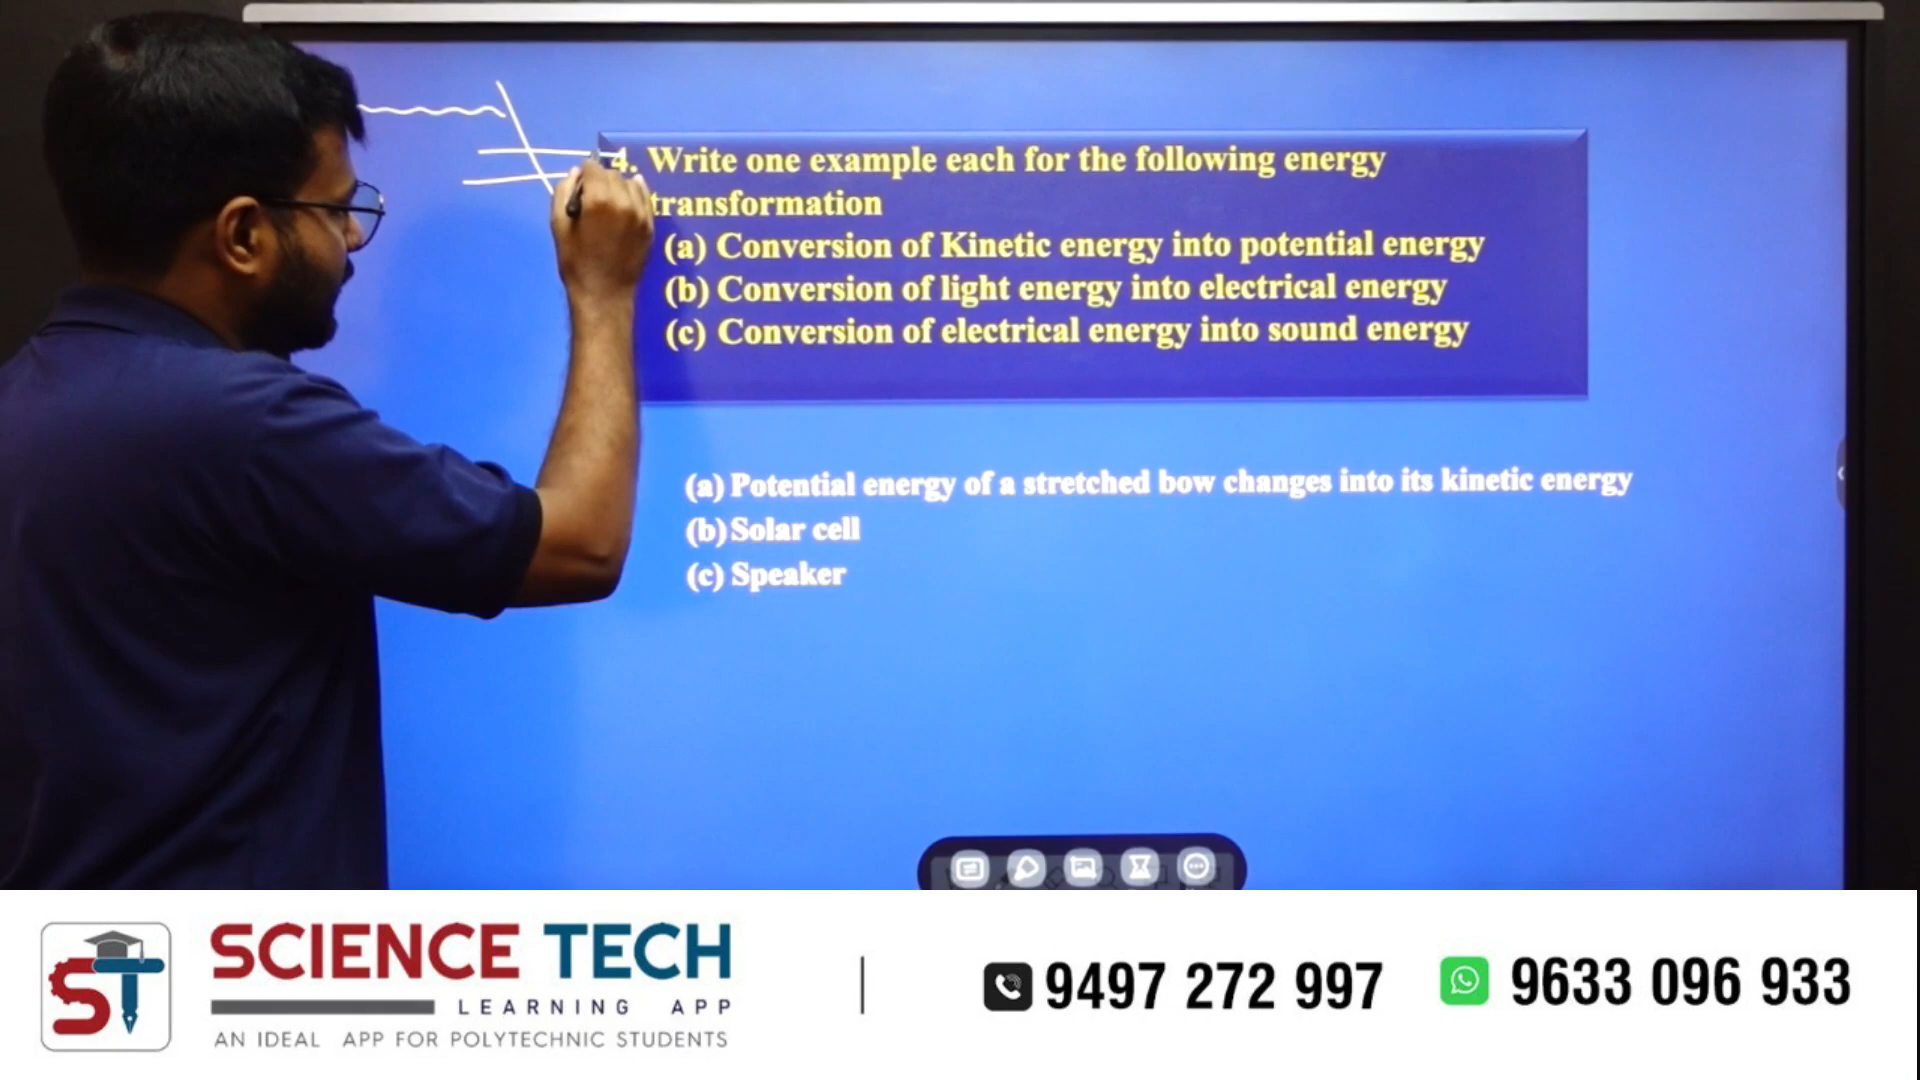 4. Write one example each for the following energy
transformation
(a) Conversion of Kinetic energy into potential energy
(b) Conversion of light energy into electrical energy
(c) Conversion of electrical energy into sound energy
(a) Potential energy of a stretched bow changes into its kinetic energy
(b) Solar cell
(c) Speaker
ST
SCIENCE TECH
LEARNING APP
AN IDEAL APP FOR POLYTECHNIC STUDENTS
9497 272 997
9633 096 933